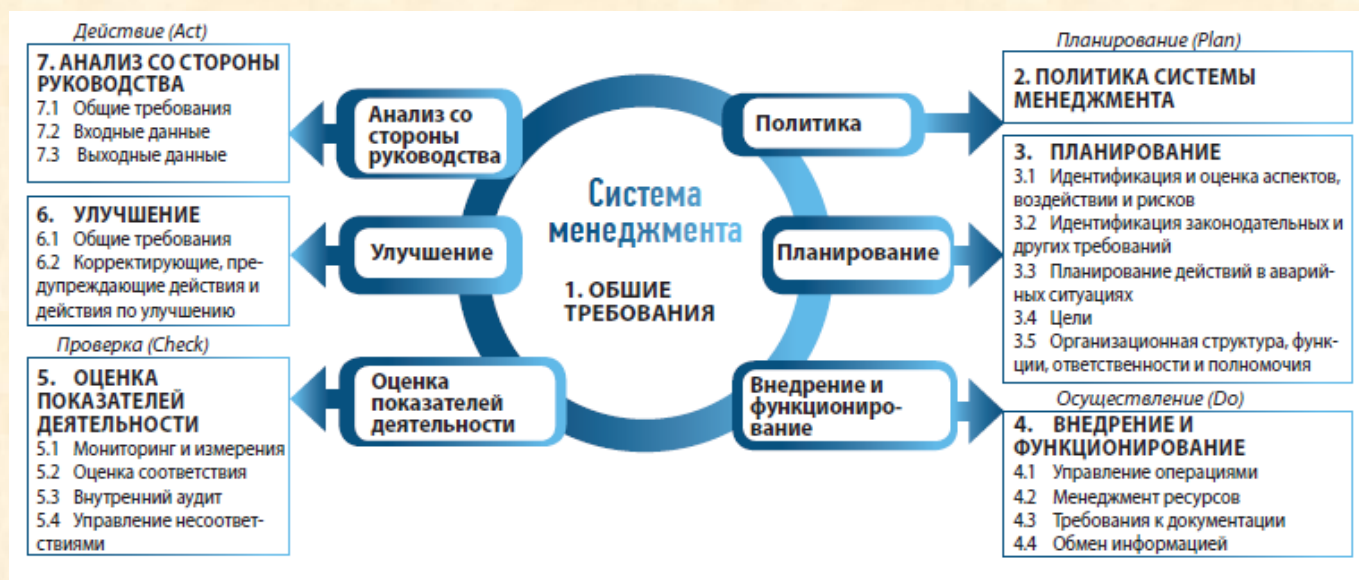 Действие (Act)
7. АНАЛИЗ СО СТОРОНЫ
РУКОВОДСТВА
7.1 Общие требования
7.2 Входные данные
7.3 Выходные данные
6. УЛУЧШЕНИЕ
6.1 Общие требования
6.2 Корректирующие, пре-
дупреждающие действия и
действия по улучшению
Проверка (Check)
5. ОЦЕНКА
ПОКАЗАТЕЛЕЙ
ДЕЯТЕЛЬНОСТИ
5.1 Мониторинг и измерения
5.2 Оценка соответствия
5.3 Внутренний аудит
5.4 Управление несоответ-
ствиями
Анализ со
стороны
руководства
Улучшение
Оценка
показателей
деятельности
Система
менеджмента
1. ОБШИЕ
ТРЕБОВАНИЯ
Политика
Планирование
Внедрение и
функциониро-
вание
Планирование (Plan)
2. ПОЛИТИКА СИСТЕМЫ
МЕНЕДЖМЕНТА
3. ПЛАНИРОВАНИЕ
3.1 Идентификация и оценка аспектов,
воздействии и рисков
3.2 Идентификация законодательных и
других требований
3.3 Планирование действий в аварий-
ных ситуациях
3.4 Цели
3.5 Организационная структура, функ-
ции, ответственности и полномочия
Осуществление (Do)
4. ВНЕДРЕНИЕ И
ФУНКЦИОНИРОВАНИЕ
4.1 Управление операциями
4.2 Менеджмент ресурсов
4.3 Требования к документации
4.4 Обмен информацией